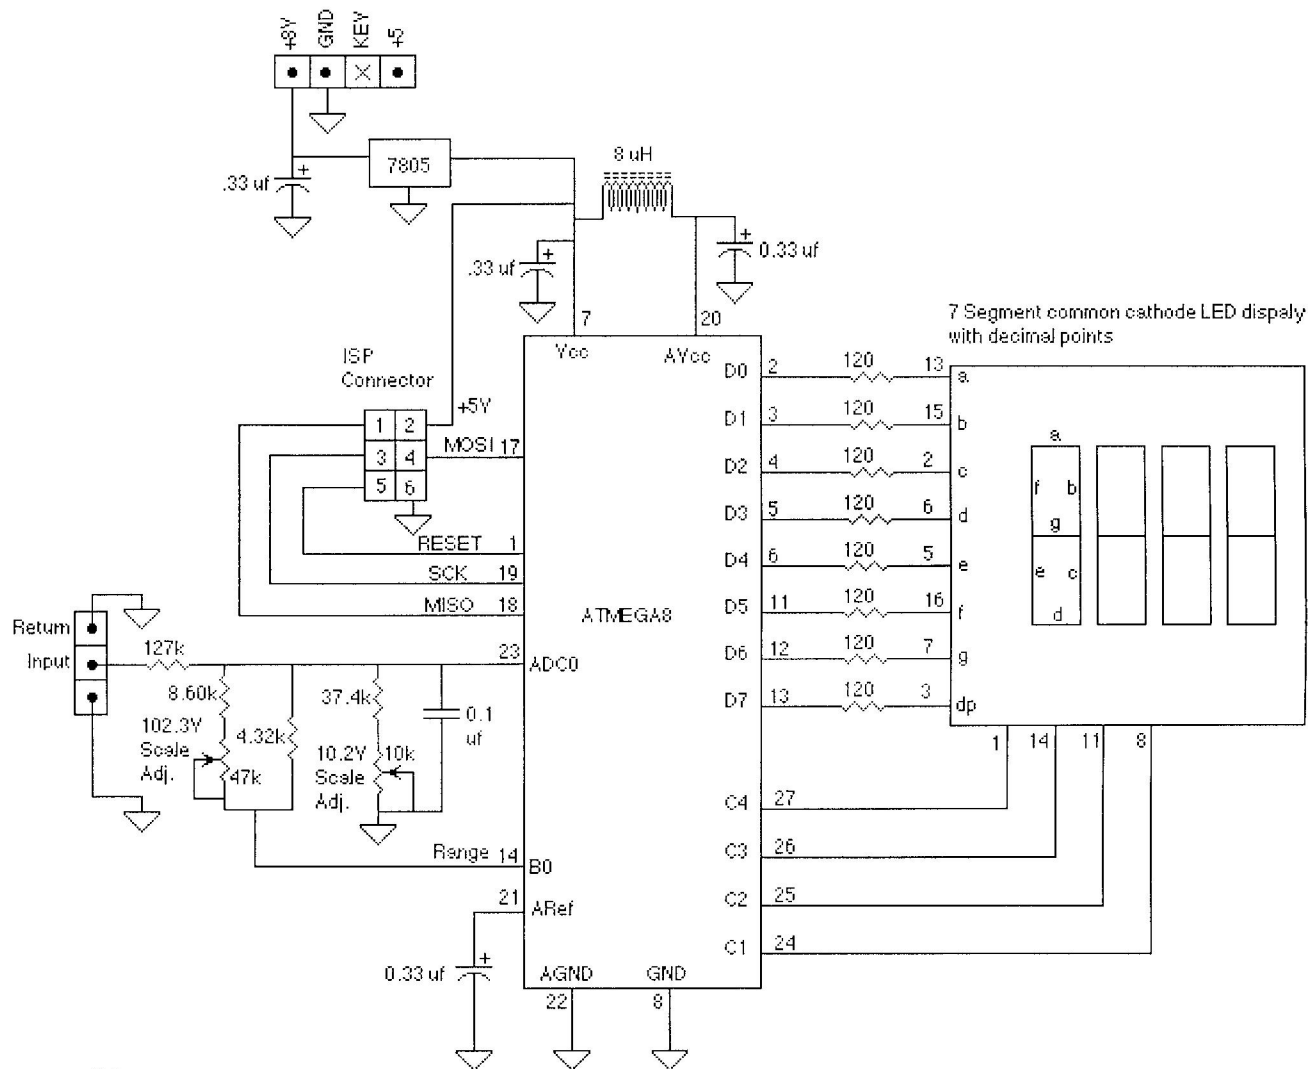 +8V
GND
KEY
+5
7805
.33 uf
+
8 uH
.33 uf
+
+
0.33 uf
7
20
7 Segment common cathode LED dispaly
with decimal points
ISP
Connector
+5V
1 2
3 4
5 6
MOSI 17
RESET 1
SCK 19
MISO 18
Vcc
AVcc
ATMEGA8
D0 2 120 13 a
D1 3 120 15 b
D2 4 120 2 c
D3 5 120 6 d
D4 6 120 5 e
D5 11 120 16 f
D6 12 120 7 g
D7 13 120 3 dp
a
f b
g
e c
d
1 14 11 8
Return
Input
127k
23 ADC0
8.60k
102.3V
Scale
Adj.
47k
4.32k
37.4k
10.2V
Scale
Adj.
10k
0.1
uf
Range 14 B0
21 ARef
0.33 uf
+
C4 27
C3 26
C2 25
C1 24
AGND
GND
22
8